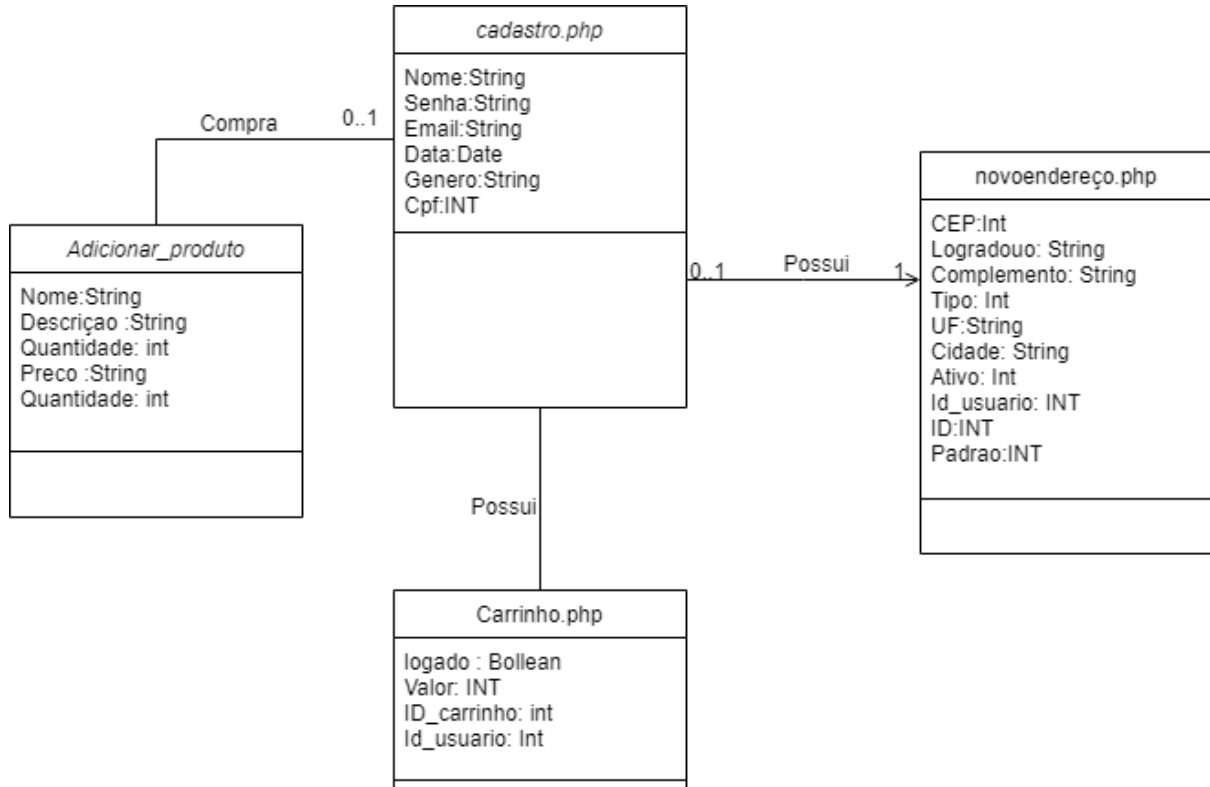 cadastro.php
Nome:String
Senha:String
Email:String
Data:Date
Genero:String
Cpf:INT
Compra
0..1
Adicionar_produto
Nome:String
Descriçao :String
Quantidade: int
Preco :String
Quantidade: int
0..1
Possui
1
novoendereço.php
CEP:Int
Logradouo: String
Complemento: String
Tipo: Int
UF:String
Cidade: String
Ativo: Int
Id_usuario: INT
ID:INT
Padrao:INT
Possui
Carrinho.php
logado : Bollean
Valor: INT
ID_carrinho: int
Id_usuario: Int